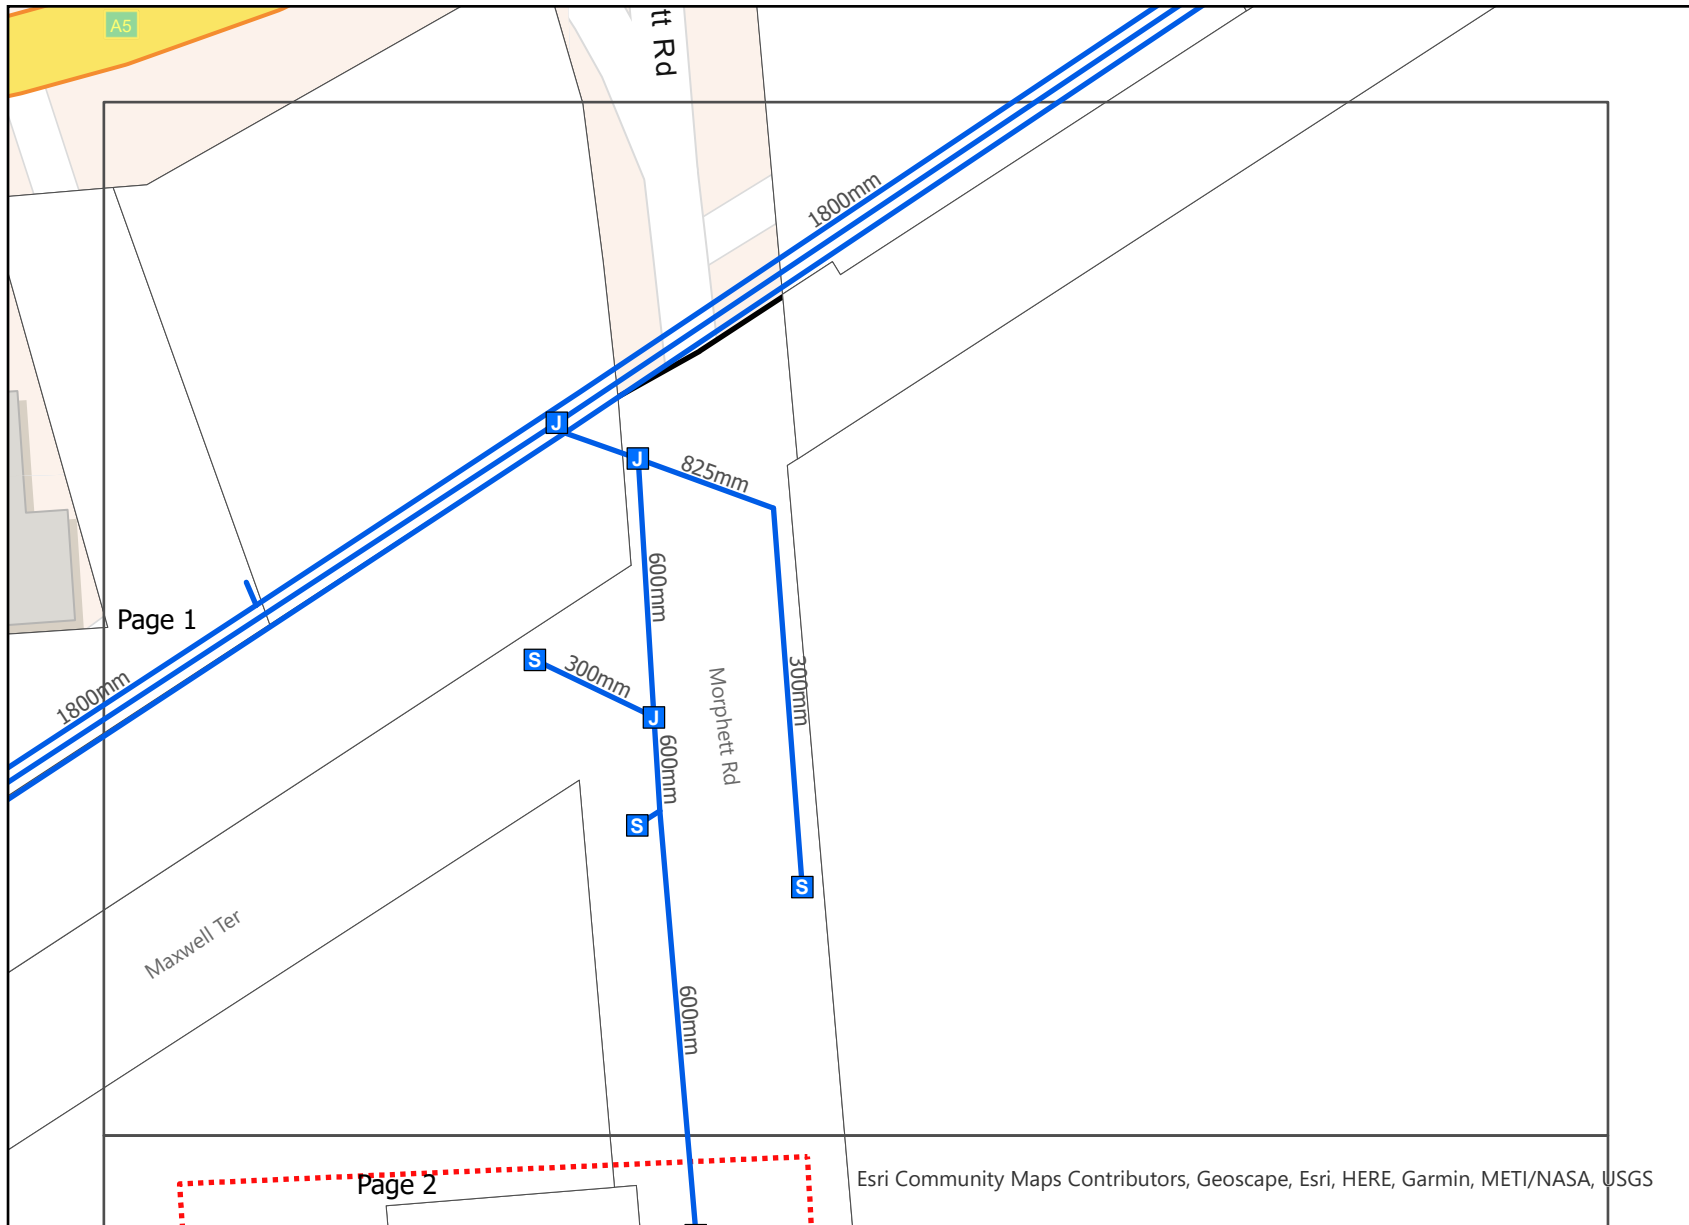 A5
tt Rd
1800mm
J
J
825mm
600mm
Page 1
S
300mm
300mm
1800mm
J
Morphett Rd
600mm
S
S
Maxwell Ter
600mm
Page 2
Esri Community Maps Contributors, Geoscape, Esri, HERE, Garmin, METI/NASA, USGS